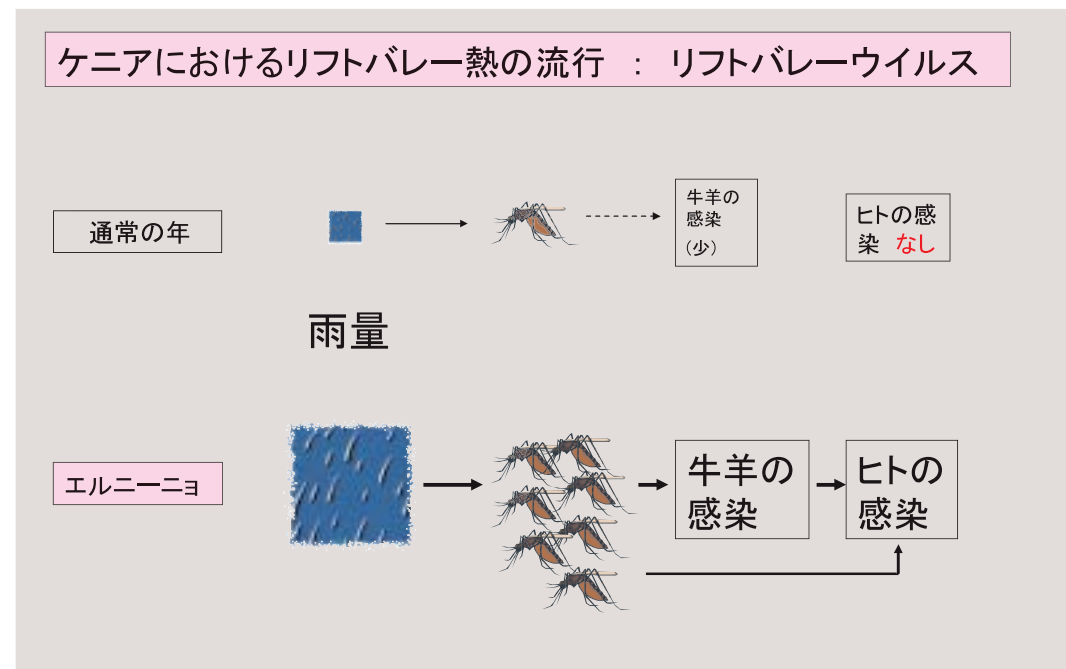 ケニアにおけるリフトバレー熱の流行 : リフトバレーウイルス
通常の年
牛羊の
感染
(少)
ヒトの感
染 なし
雨量
エルニーニョ
牛羊の
感染
ヒトの
感染